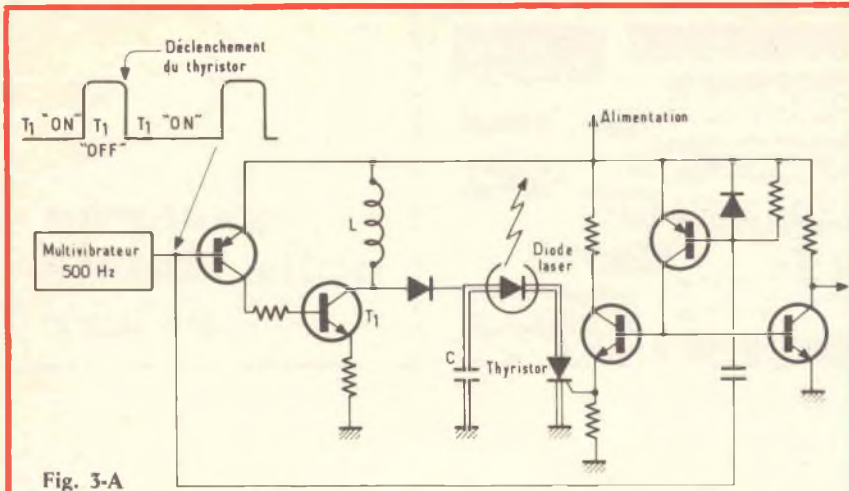 Déclenchement
du thyristor
T1 "ON" T1 T1 "ON"
"OFF"
Alimentation
Multivibrateur
500 Hz
L
T1
Diode
laser
C
Thyristor
Fig. 3-A